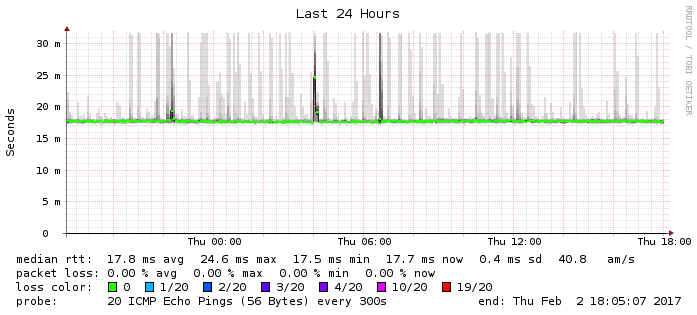 Last 24 Hours
RRDTOOL / TOBI OETIKER
Seconds
30 m
25 m
20 m
15 m
10 m
5 m
0
Thu 00:00 Thu 06:00 Thu 12:00 Thu 18:00
median rtt: 17.8 ms avg 24.6 ms max 17.5 ms min 17.7 ms now 0.4 ms sd 40.8 am/s
packet loss: 0.00 % avg 0.00 % max 0.00 % min 0.00 % now
loss color: 0 1/20 2/20 3/20 4/20 10/20 19/20
probe: 20 ICMP Echo Pings (56 Bytes) every 300s end: Thu Feb 2 18:05:07 2017